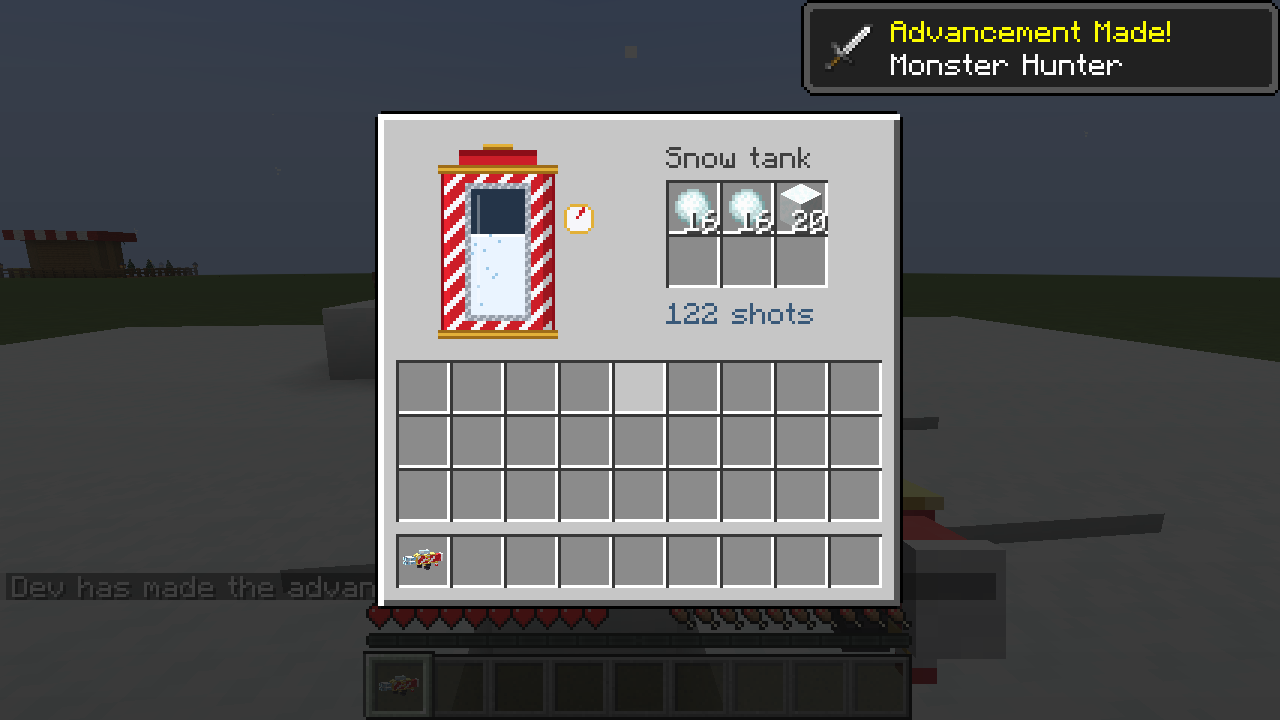 Advancement Made!
Monster Hunter
Snow tank
16 16 20
122 shots
Dev has made the advan